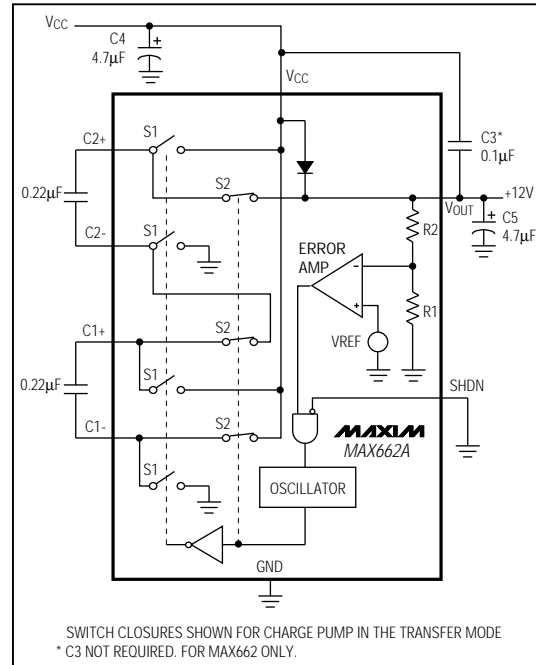 VCC
C4
4.7µF
+
VCC
C2+
S1
C3*
0.1µF
0.22µF
S2
VOUT
+12V
C2-
S1
+
C5
4.7µF
R2
ERROR
AMP
-
+
C1+
S2
R1
VREF
0.22µF
S1
SHDN
C1-
S2
MAXIM
MAX662A
S1
OSCILLATOR
GND
SWITCH CLOSURES SHOWN FOR CHARGE PUMP IN THE TRANSFER MODE
* C3 NOT REQUIRED. FOR MAX662 ONLY.